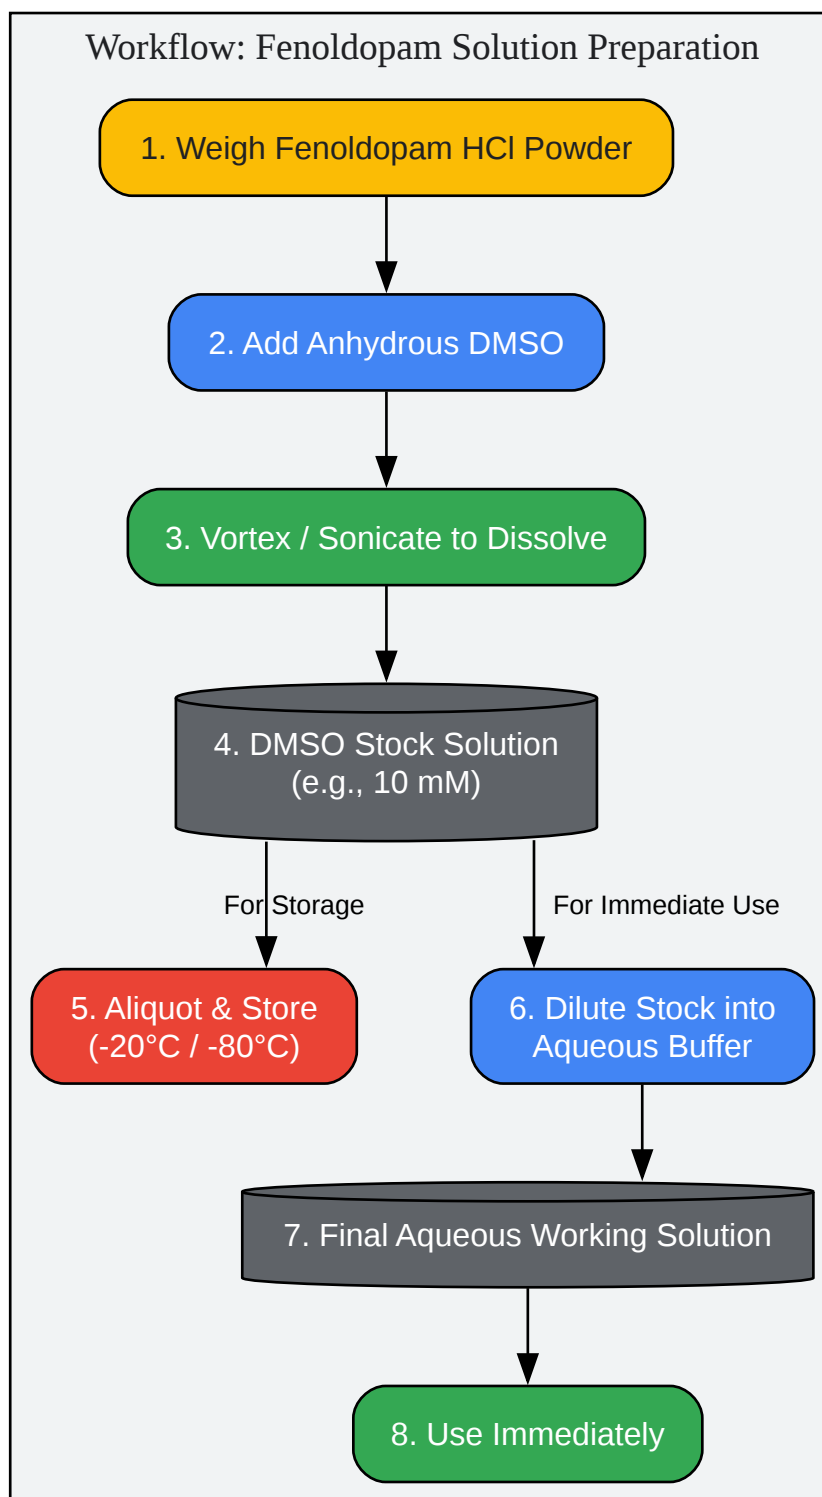 Workflow: Fenoldopam Solution Preparation
1. Weigh Fenoldopam HCl Powder
2. Add Anhydrous DMSO
3. Vortex / Sonicate to Dissolve
4. DMSO Stock Solution
(e.g., 10 mM)
For Storage
For Immediate Use
5. Aliquot & Store
(-20°C / -80°C)
6. Dilute Stock into
Aqueous Buffer
7. Final Aqueous Working Solution
8. Use Immediately